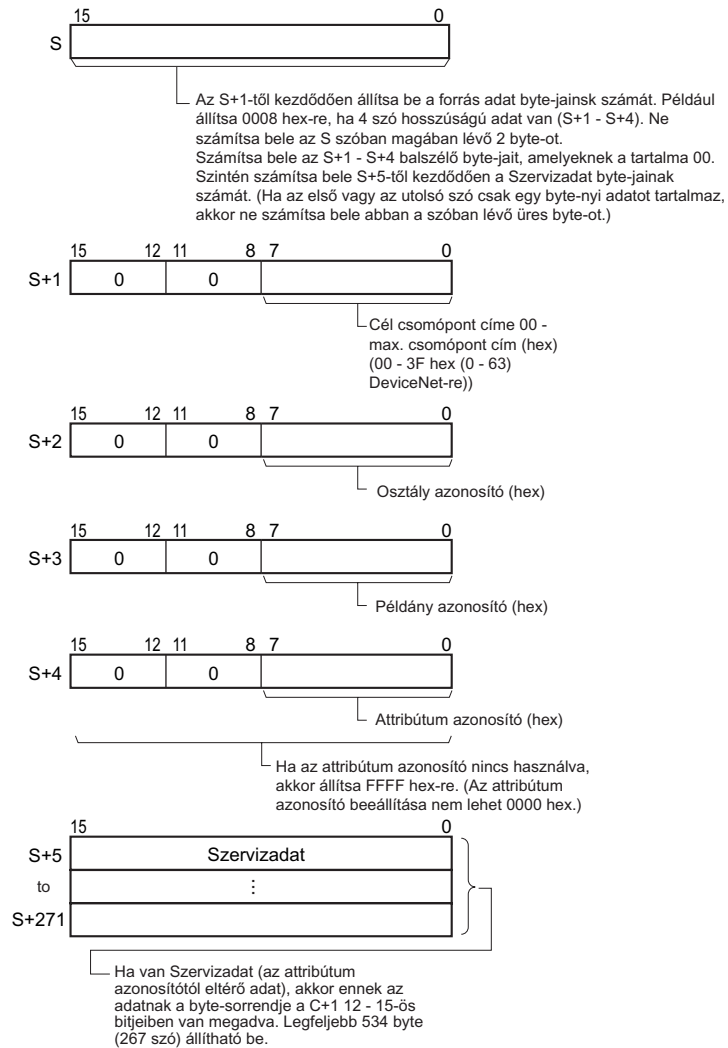 15 0
S
Az S+1-től kezdődően állítsa be a forrás adat byte-jainsk számát. Például
állítsa 0008 hex-re, ha 4 szó hosszúságú adat van (S+1 - S+4). Ne
számítsa bele az S szóban magában lévő 2 byte-ot.
Számítsa bele az S+1 - S+4 balszélő byte-jait, amelyeknek a tartalma 00.
Szintén számítsa bele S+5-től kezdődően a Szervizadat byte-jainak
számát. (Ha az első vagy az utolsó szó csak egy byte-nyi adatot tartalmaz,
akkor ne számítsa bele abban a szóban lévő üres byte-ot.)
15 12 11 8 7 0
S+1 0 0
Cél csomópont címe 00 -
max. csomópont cím (hex)
(00 - 3F hex (0 - 63)
DeviceNet-re))
15 12 11 8 7 0
S+2 0 0
Osztály azonosító (hex)
15 12 11 8 7 0
S+3 0 0
Példány azonosító (hex)
15 12 11 8 7 0
S+4 0 0
Attribútum azonosító (hex)
Ha az attribútum azonosító nincs használva,
akkor állítsa FFFF hex-re. (Az attribútum
azonosító beeállítása nem lehet 0000 hex.)
15 0
S+5 Szervizadat
to ⋮
S+271
Ha van Szervizadat (az attribútum
azonosítótól eltérő adat), akkor ennek az
adatnak a byte-sorrendje a C+1 12 - 15-ös
bitjeiben van megadva. Legfeljebb 534 byte
(267 szó) állítható be.